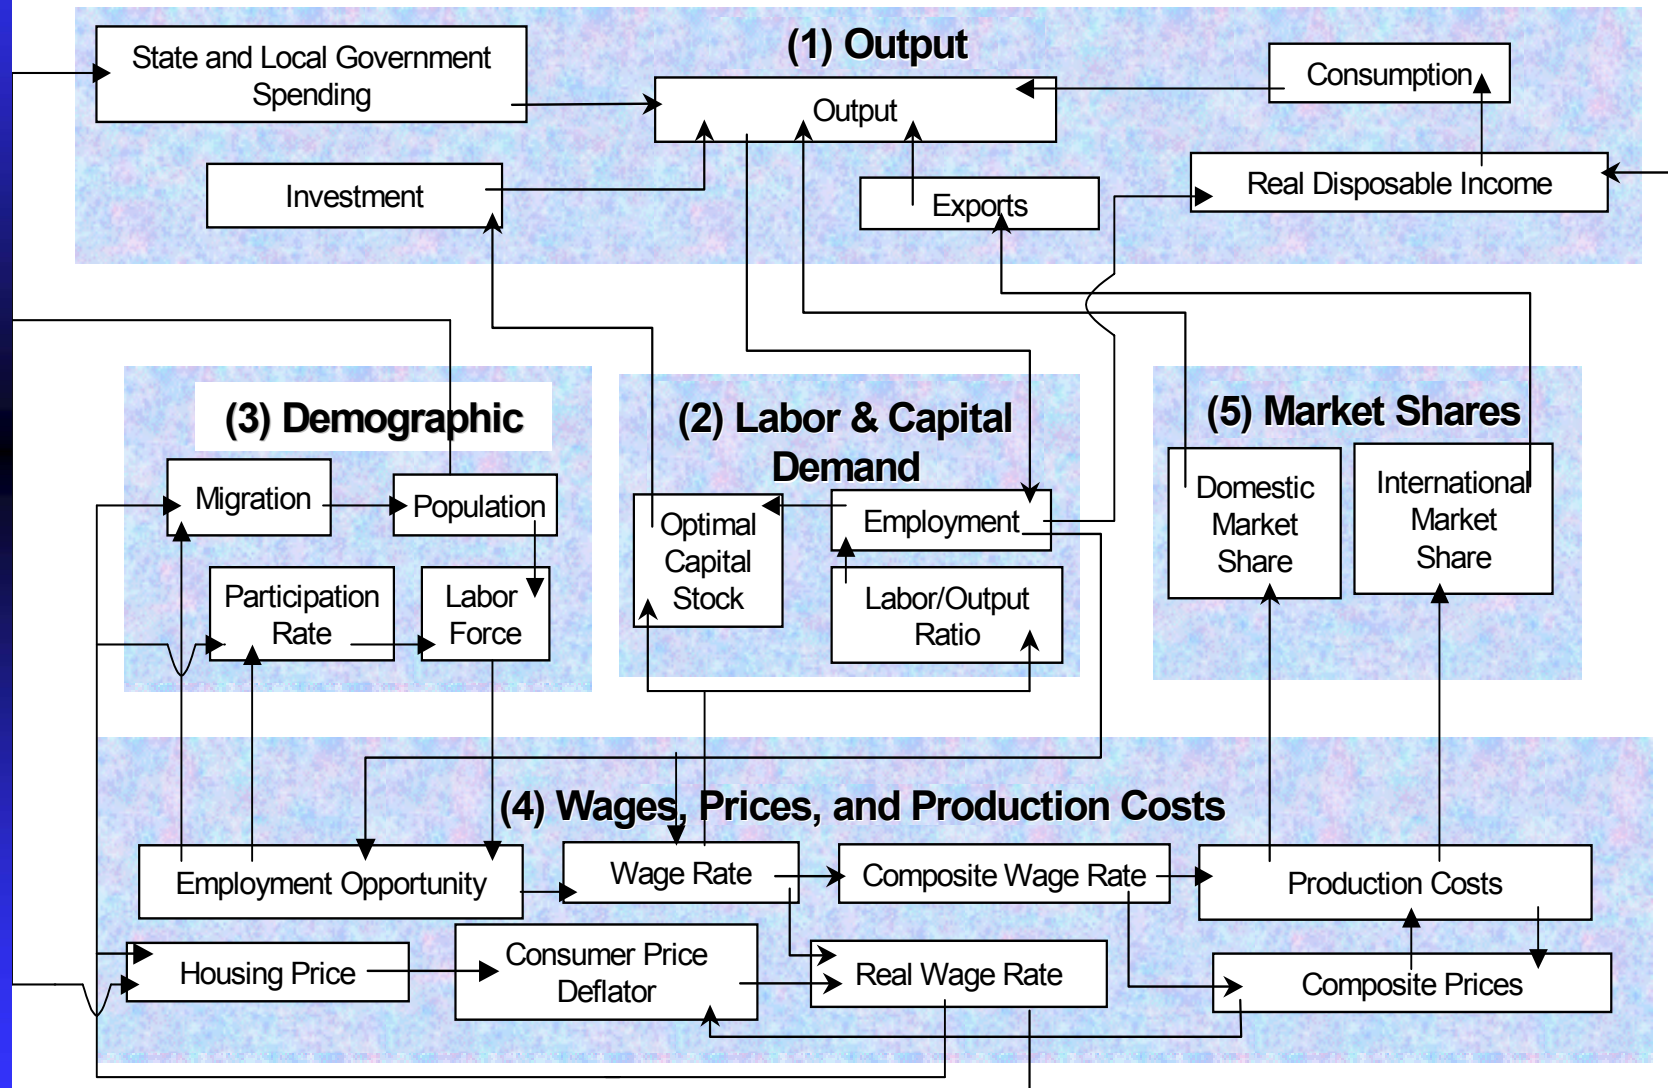 (1) Output
State and Local Government
Spending
Output
Consumption
Investment
Exports
Real Disposable Income
(3) Demographic
(2) Labor & Capital
Demand
(5) Market Shares
Migration
Population
Optimal
Capital
Stock
Employment
Domestic
Market
Share
International
Market
Share
Participation
Rate
Labor
Force
Labor/Output
Ratio
(4) Wages, Prices, and Production Costs
Employment Opportunity
Wage Rate
Composite Wage Rate
Production Costs
Housing Price
Consumer Price
Deflator
Real Wage Rate
Composite Prices